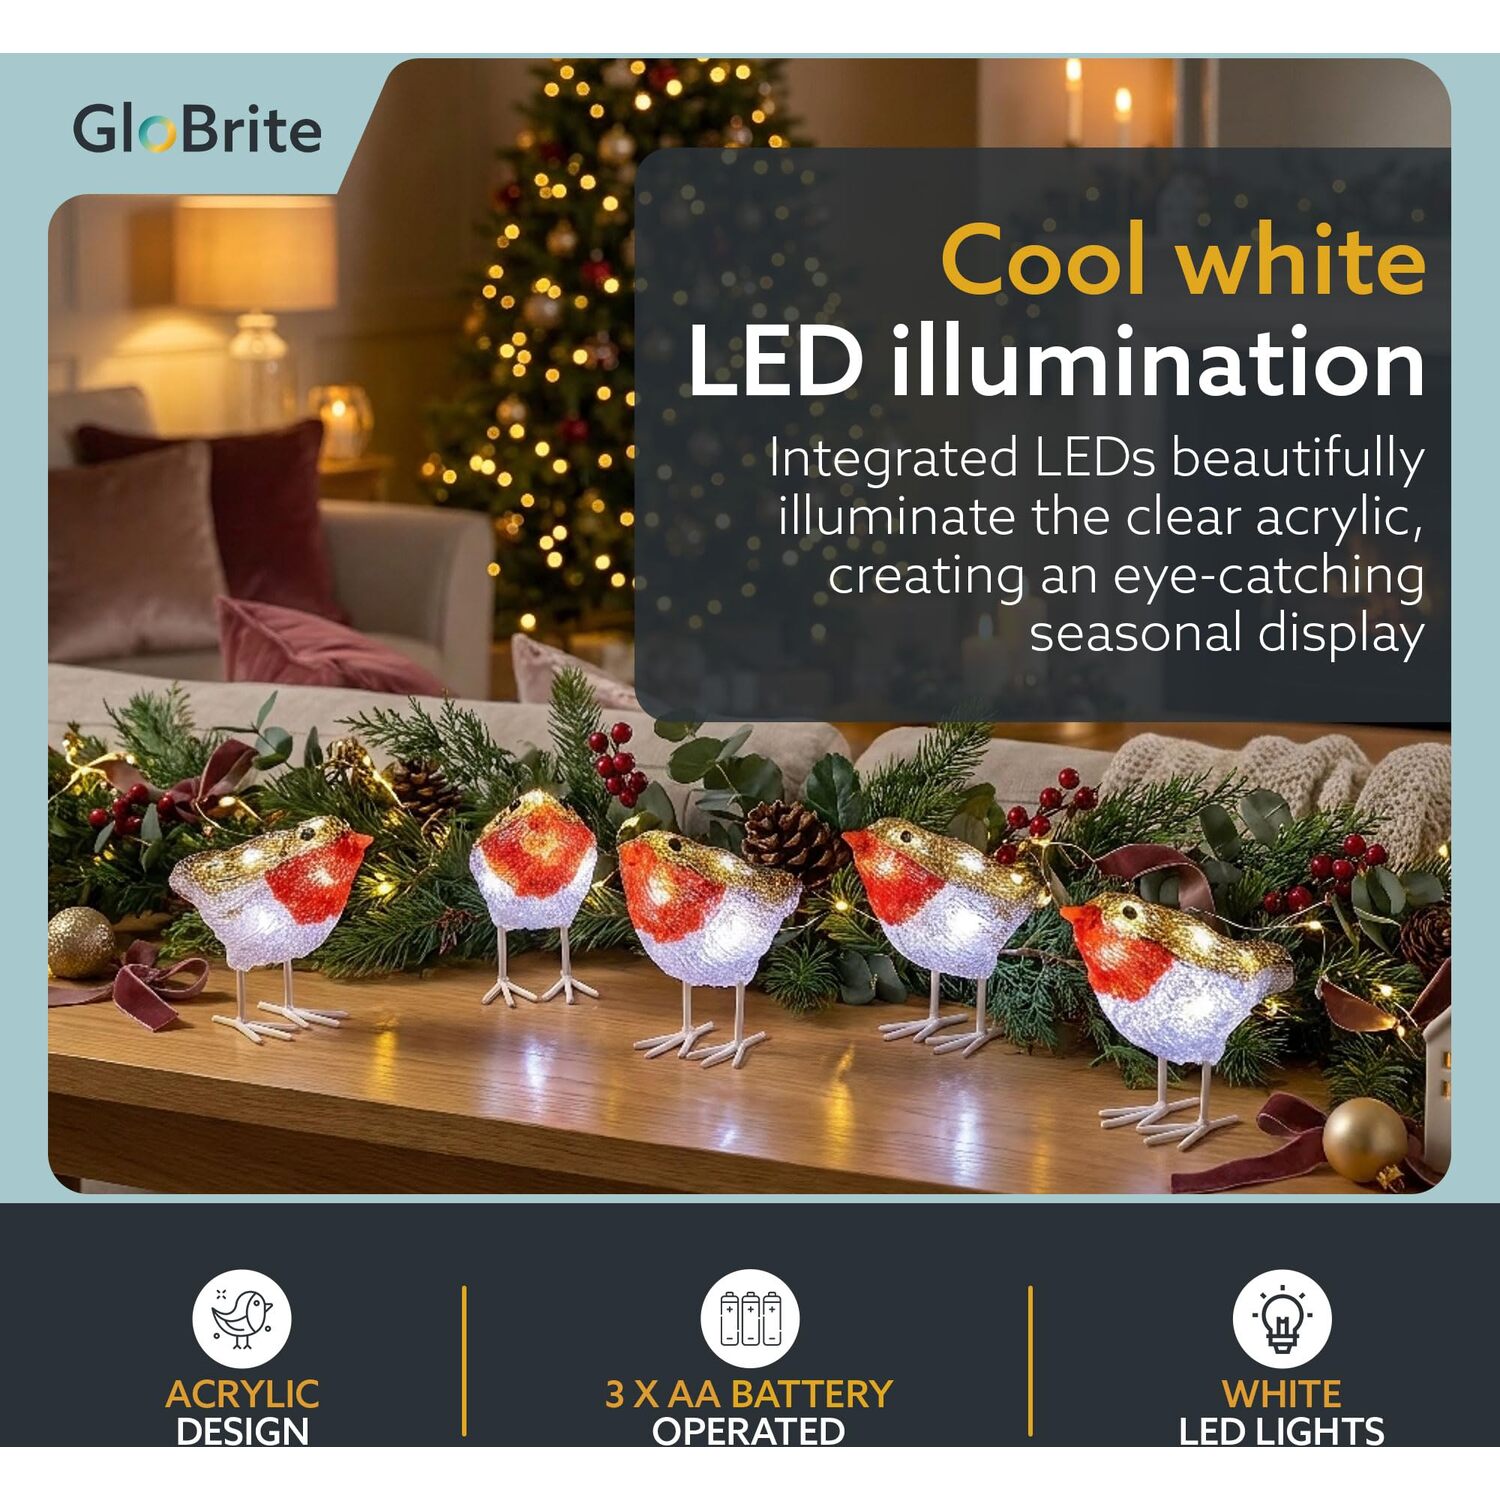 GloBrite
Cool white
LED illumination
Integrated LEDs beautifully
illuminate the clear acrylic,
creating an eye-catching
seasonal display
ACRYLIC
DESIGN
3 X AA BATTERY
OPERATED
WHITE
LED LIGHTS